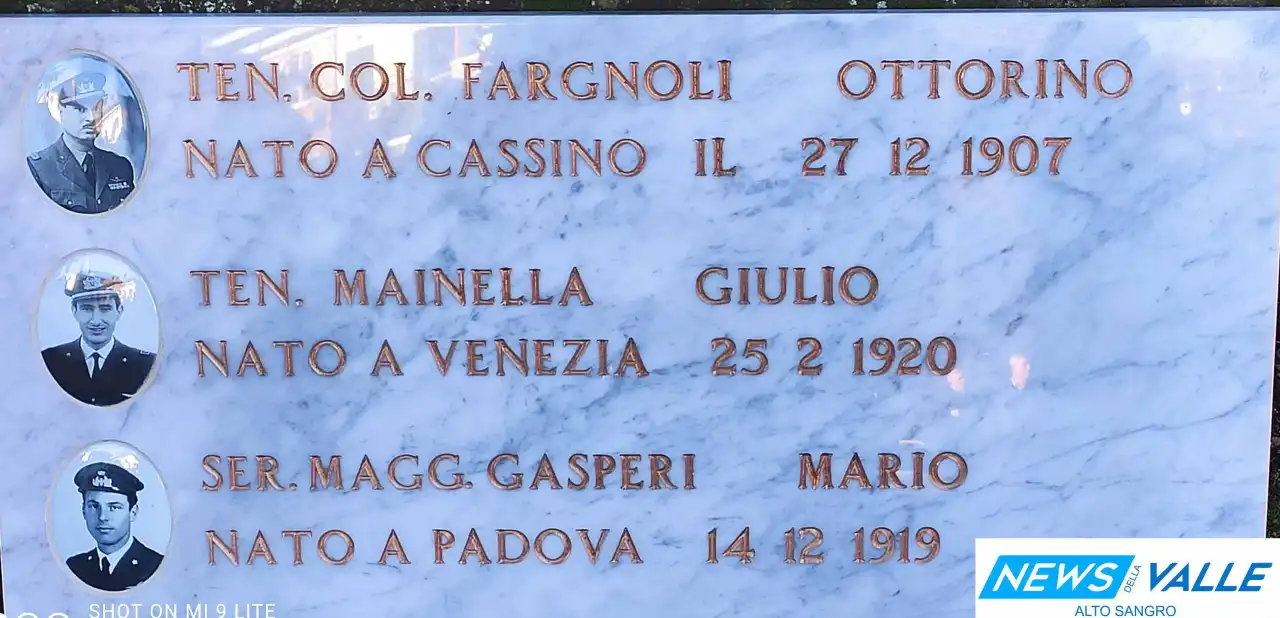 TEN. COL. FARGNOLI OTTORINO
NATO A CASSINO IL 27 12 1907
TEN. MAINELLA GIULIO
NATO A VENEZIA 25 2 1920
SER. MAGG. GASPERI MARIO
NATO A PADOVA 14 12 1919
NEWS DELLA VALLE
ALTO SANGRO
SHOT ON MI 9 LITE